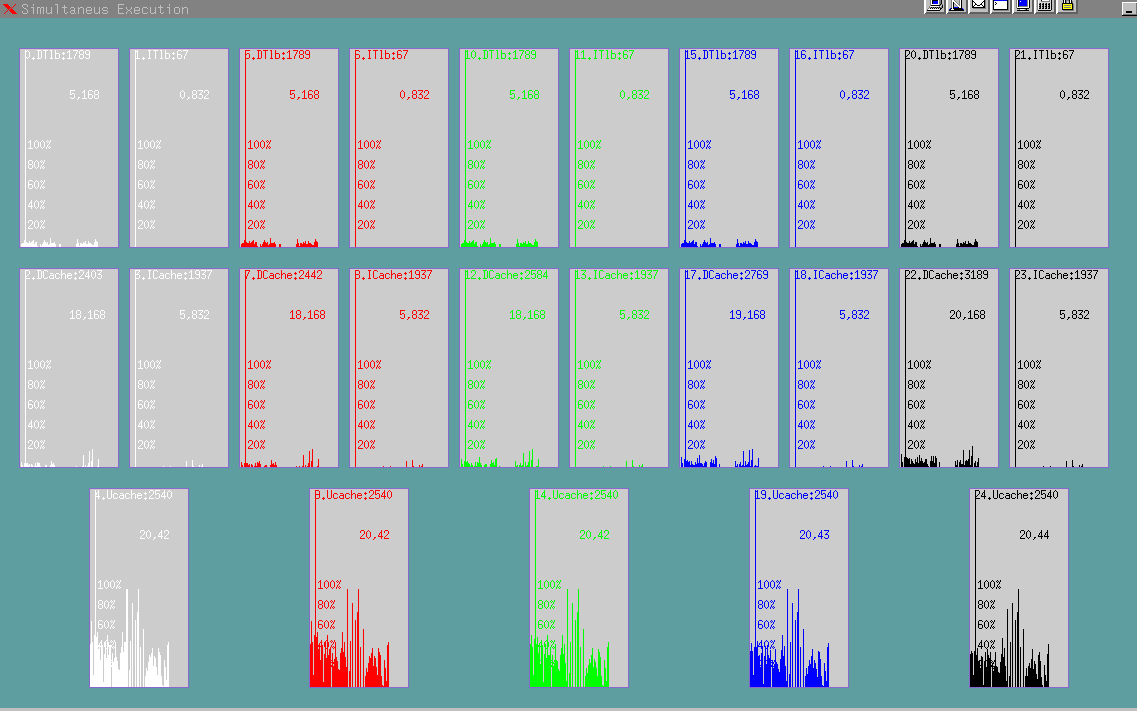 Simultaneus Execution
0.DTlb:1789 1.ITlb:67 5.DTlb:1789 6.ITlb:67 10.DTlb:1789 11.ITlb:67 15.DTlb:1789 16.ITlb:67 20.DTlb:1789 21.ITlb:67
5,168 0,832 5,168 0,832 5,168 0,832 5,168 0,832 5,168 0,832
100% 100% 100% 100% 100% 100% 100% 100% 100% 100%
80% 80% 80% 80% 80% 80% 80% 80% 80% 80%
60% 60% 60% 60% 60% 60% 60% 60% 60% 60%
40% 40% 40% 40% 40% 40% 40% 40% 40% 40%
20% 20% 20% 20% 20% 20% 20% 20% 20% 20%
2.DCache:2403 3.ICache:1937 7.DCache:2442 8.ICache:1937 12.DCache:2584 13.ICache:1937 17.DCache:2769 18.ICache:1937 22.DCache:3189 23.ICache:1937
18,168 5,832 18,168 5,832 18,168 5,832 19,168 5,832 20,168 5,832
100% 100% 100% 100% 100% 100% 100% 100% 100% 100%
80% 80% 80% 80% 80% 80% 80% 80% 80% 80%
60% 60% 60% 60% 60% 60% 60% 60% 60% 60%
40% 40% 40% 40% 40% 40% 40% 40% 40% 40%
20% 20% 20% 20% 20% 20% 20% 20% 20% 20%
4.Ucache:2540 9.Ucache:2540 14.Ucache:2540 19.Ucache:2540 24.Ucache:2540
20,42 20,42 20,42 20,43 20,44
100% 100% 100% 100% 100%
80% 80% 80% 80% 80%
60% 60% 60% 60% 60%
40% 40% 40% 40% 40%